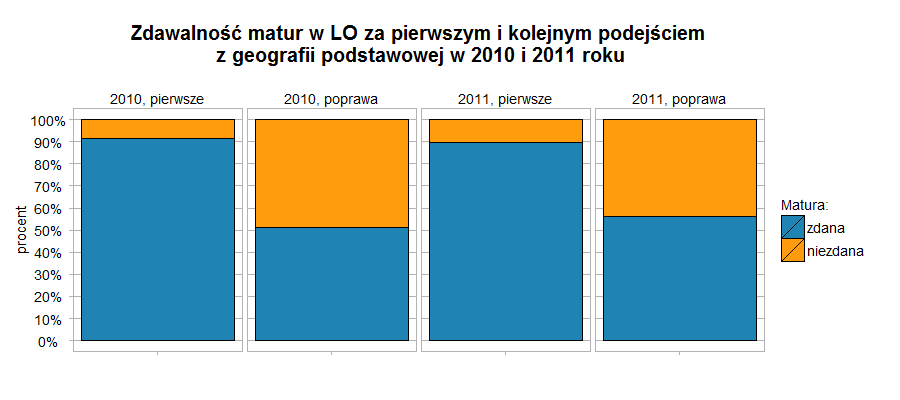 Zdawalność matur w LO za pierwszym i kolejnym podejściem
z geografii podstawowej w 2010 i 2011 roku
2010, pierwsze
2010, poprawa
2011, pierwsze
2011, poprawa
100%
90%
80%
70%
60%
50%
40%
30%
20%
10%
0%
procent
Matura:
zdana
niezdana